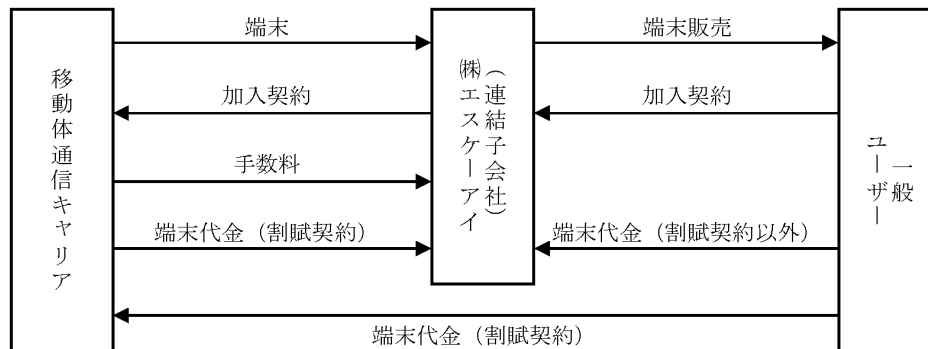 移動体通信キャリア
端末
加入契約
手数料
端末代金（割賦契約）
（連結子会社）
㈱エスケーアイ
端末販売
加入契約
端末代金（割賦契約以外）
一般
ユーザー
端末代金（割賦契約）